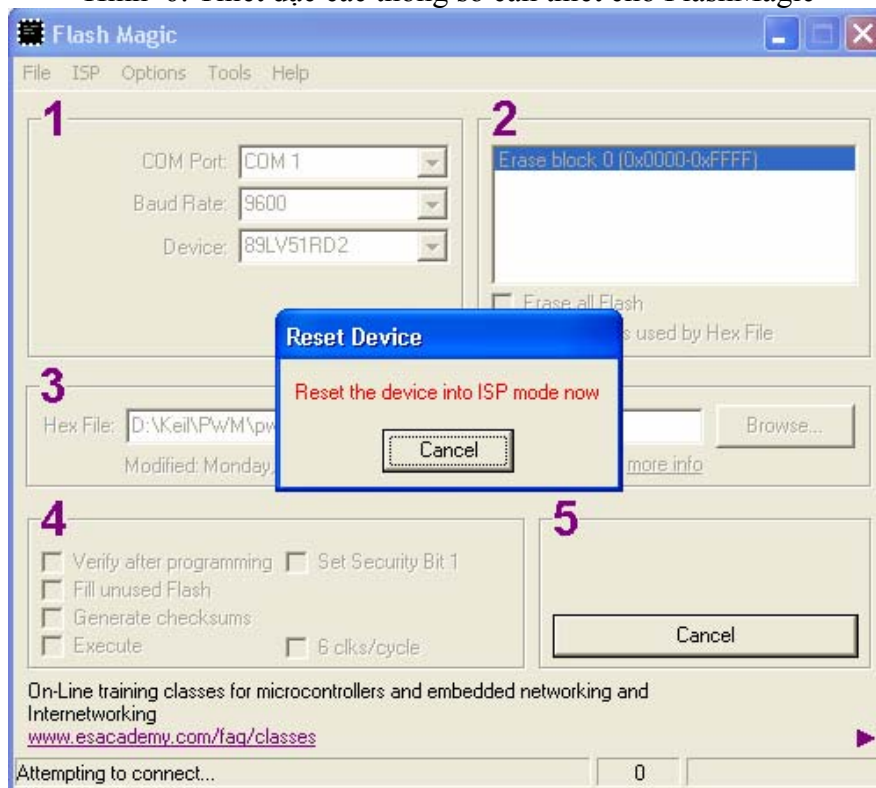 thiết cho FlashMagic
Flash Magic
File ISP Options Tools Help
1
COM Port: COM 1
Baud Rate: 9600
Device: 89LV51RD2
2
Erase block 0 (0x0000-0xFFFF)
Erase all Flash
s used by Hex File
Reset Device
Reset the device into ISP mode now
Cancel
3
Hex File: D:\Keil\PWM\pw
Browse...
Modified: Monday,
more info
4
Verify after programming Set Security Bit 1
Fill unused Flash
Generate checksums
Execute 6 clks/cycle
5
Cancel
On-Line training classes for microcontrollers and embedded networking and
Internetworking
www.esacademy.com/faq/classes
Attempting to connect... 0